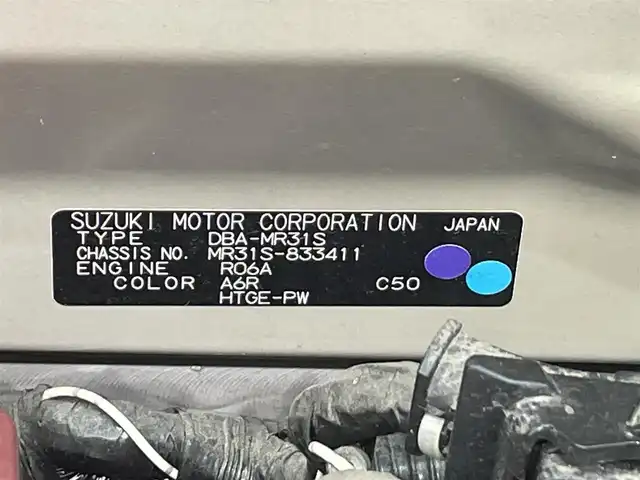 SUZUKI MOTOR CORPORATION JAPAN
TYPE DBA-MR31S
CHASSIS NO. MR31S-833411
ENGINE R06A
COLOR A6R C50
HTGE-PW